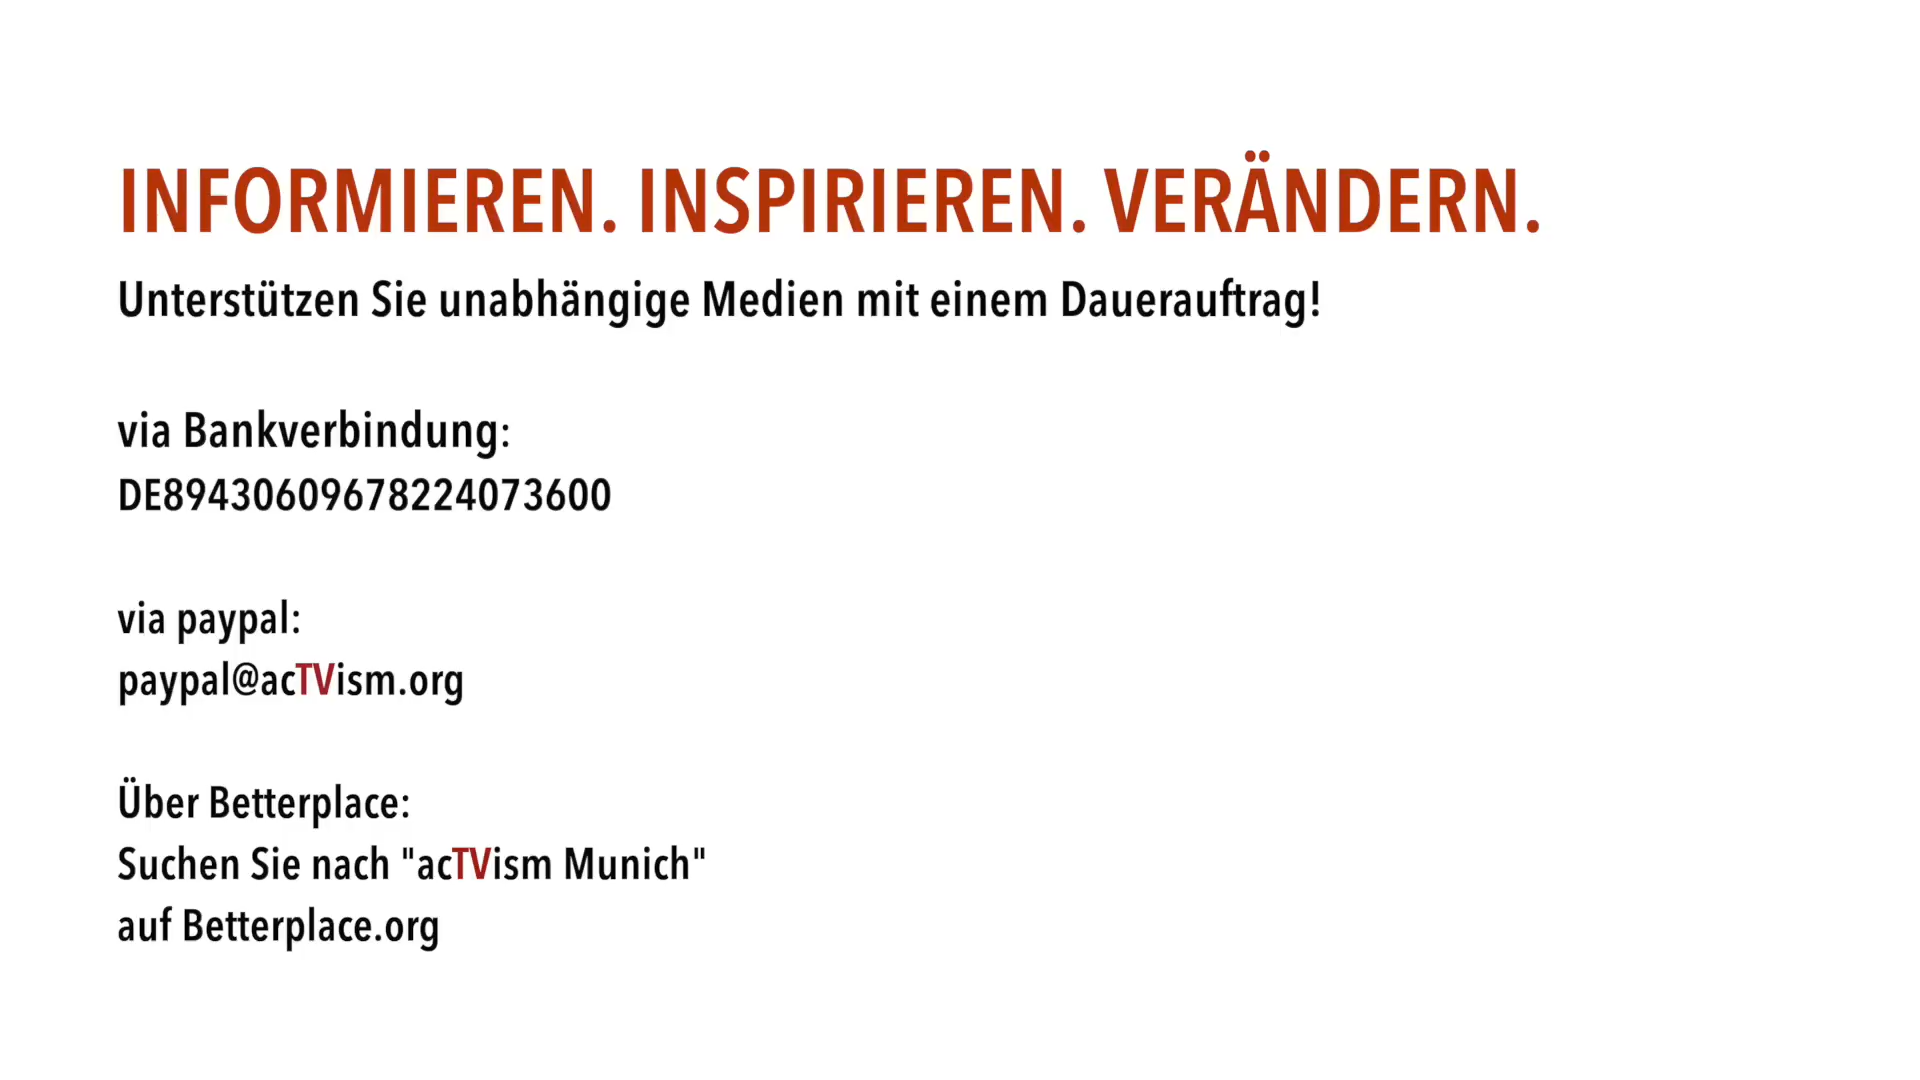 INFORMIEREN. INSPIRIEREN. VERÄNDERN.
Unterstützen Sie unabhängige Medien mit einem Dauerauftrag!
via Bankverbindung:
DE89430609678224073600
via paypal:
paypal@acTVism.org
Über Betterplace:
Suchen Sie nach "acTVism Munich"
auf Betterplace.org